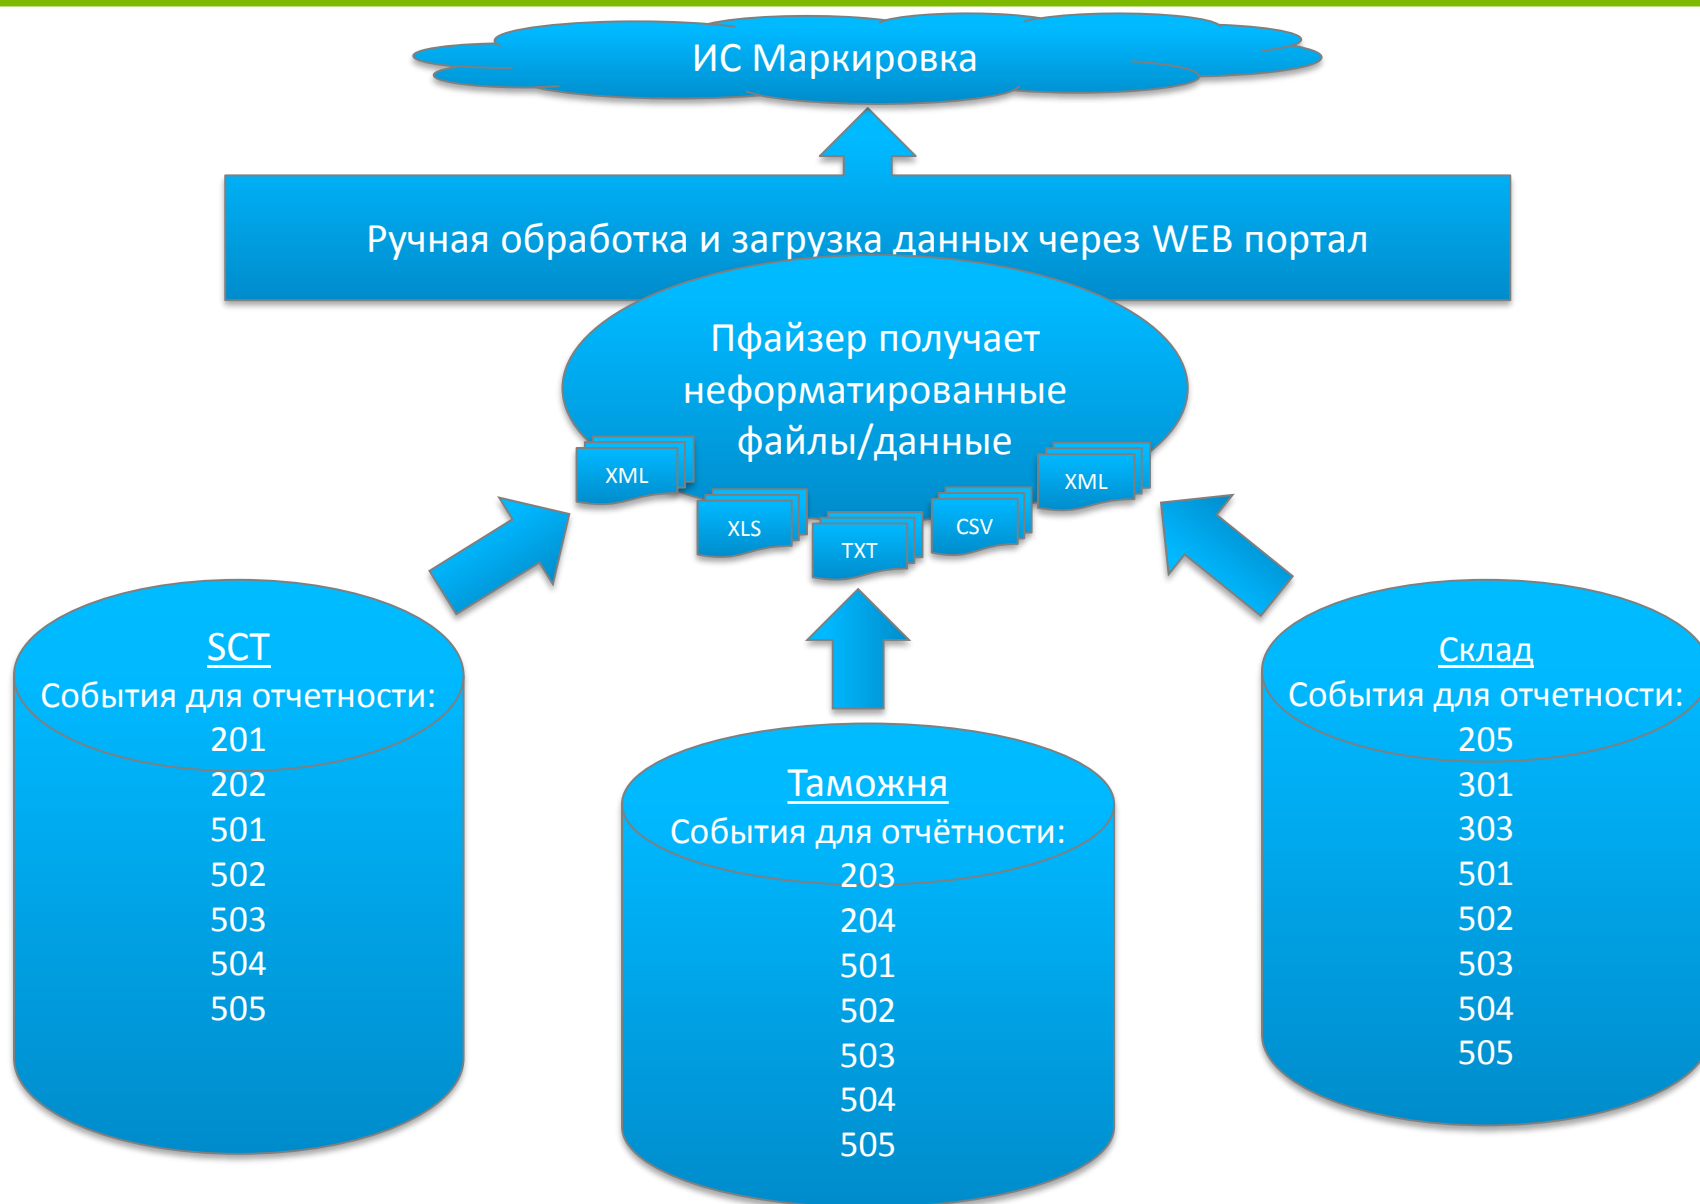 ИС Маркировка
Ручная обработка и загрузка данных через WEB портал
Пфайзер получает
неформатированные
файлы/данные
XML
XLS
TXT
CSV
XML
SCT
События для отчетности:
201
202
501
502
503
504
505
Таможня
События для отчётности:
203
204
501
502
503
504
505
Склад
События для отчетности:
205
301
303
501
502
503
504
505